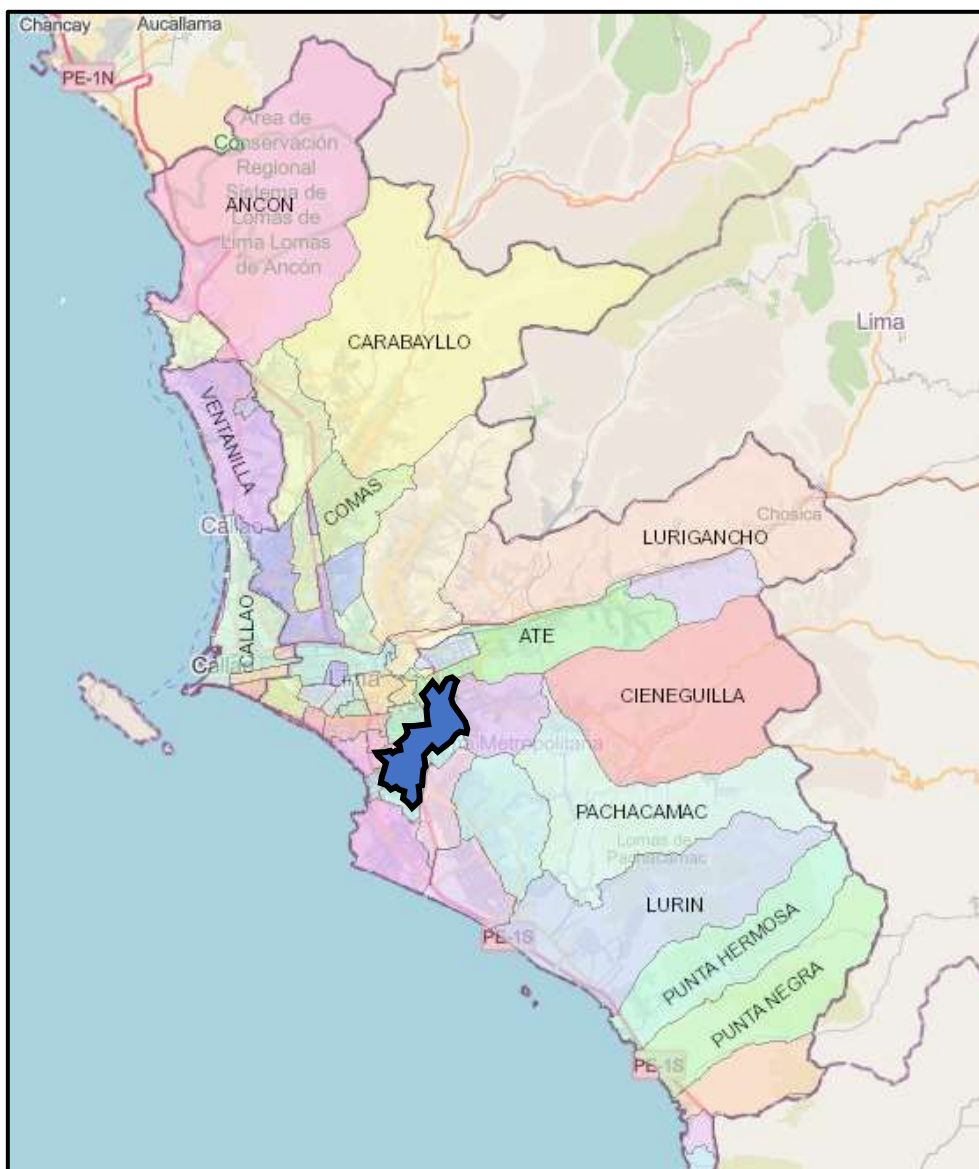 Chancay
Aucallama
PE-1N
Área de
Conservación
Regional
Sistema de
Lomas de
Lima Lomas
de Ancón
ANCON
CARABAYLLO
Lima
VENTANILLA
COMAS
Callao
Chosica
LURIGANCHO
CALLAO
ATE
Callao
Lima
CIENEGUILLA
Metropolitana
PACHACAMAC
Lomas de
Pachacamac
LURIN
PE-1S
PUNTA HERMOSA
PUNTA NEGRA
PE-1S